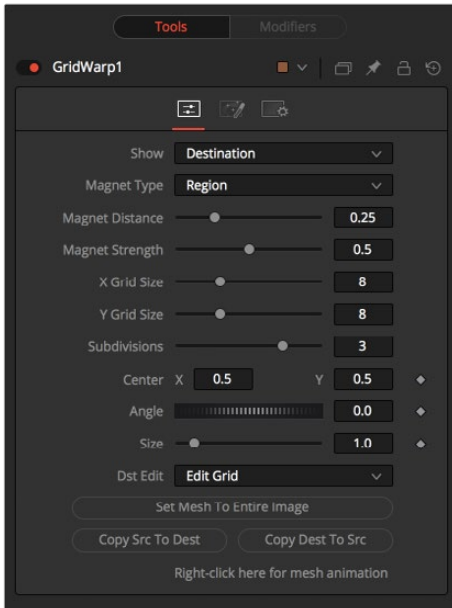 Tools Modifiers
GridWarp1
Show Destination
Magnet Type Region
Magnet Distance 0.25
Magnet Strength 0.5
X Grid Size 8
Y Grid Size 8
Subdivisions 3
Center X 0.5 Y 0.5
Angle 0.0
Size 1.0
Dst Edit Edit Grid
Set Mesh To Entire Image
Copy Src To Dest Copy Dest To Src
Right-click here for mesh animation